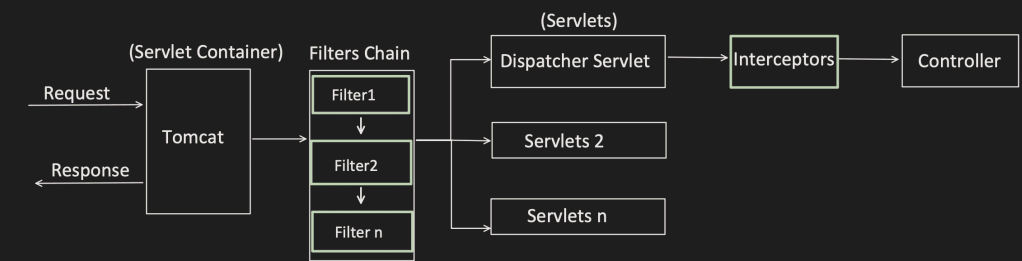 (Servlets)
(Servlet Container)
Filters Chain
Request
Response
Tomcat
Filter1
Filter2
Filter n
Dispatcher Servlet
Interceptors
Controller
Servlets 2
Servlets n